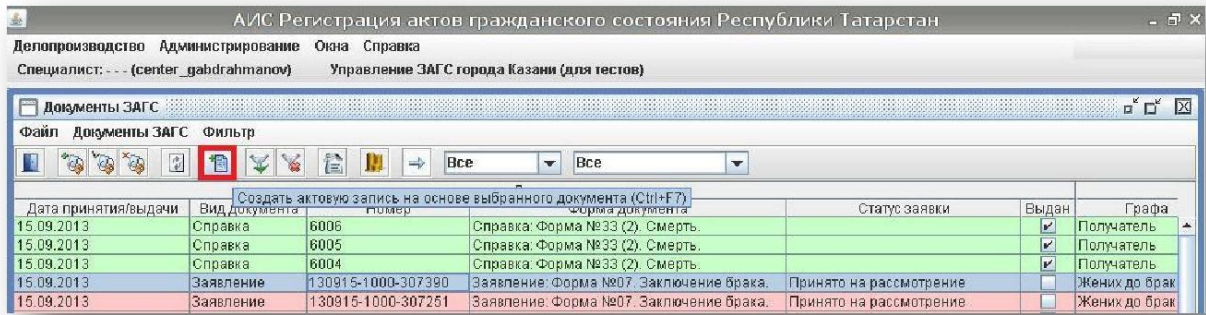 АИС Регистрация актов гражданского состояния Республики Татарстан
Делопроизводство Администрирование Окна Справка
Специалист: - - - (center_gabdrahmanov) Управление ЗАГС города Казани (для тестов)
Документы ЗАГС
Файл Документы ЗАГС Фильтр
Все Все
Создать актовую запись на основе выбранного документа (Ctrl+F7)
Дата принятия/выдачи Вид документа Номер Форма документа Статус заявки Выдан Графа
15.09.2013 Справка 6006 Справка: Форма №33 (2). Смерть. Получатель
15.09.2013 Справка 6005 Справка: Форма №33 (2). Смерть. Получатель
15.09.2013 Справка 6004 Справка: Форма №33 (2). Смерть. Получатель
15.09.2013 Заявление 130915-1000-307390 Заявление: Форма №07. Заключение брака. Принято на рассмотрение Жених до брак
15.09.2013 Заявление 130915-1000-307251 Заявление: Форма №07. Заключение брака. Принято на рассмотрение Жених до брак